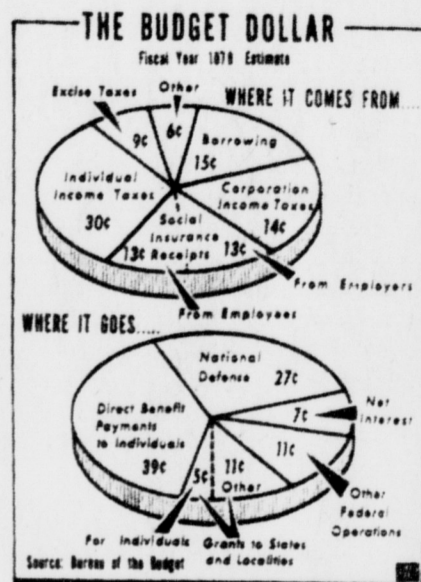 THE BUDGET DOLLAR
Fiscal Year 1978 Estimate
WHERE IT COMES FROM.....
Excise Taxes
9¢
Other
6¢
Borrowing
15¢
Individual
Income Taxes
30¢
Corporation
Income Taxes
14¢
Social
Insurance
Receipts
13¢
13¢
From Employers
From Employees
WHERE IT GOES.....
National
Defense
27¢
Net
Interest
7¢
Direct Benefit
Payments
to Individuals
39¢
5¢
11¢
Other
11¢
Other
Federal
Operations
For Individuals
Grants to States
and Localities
Source: Bureau of the Budget